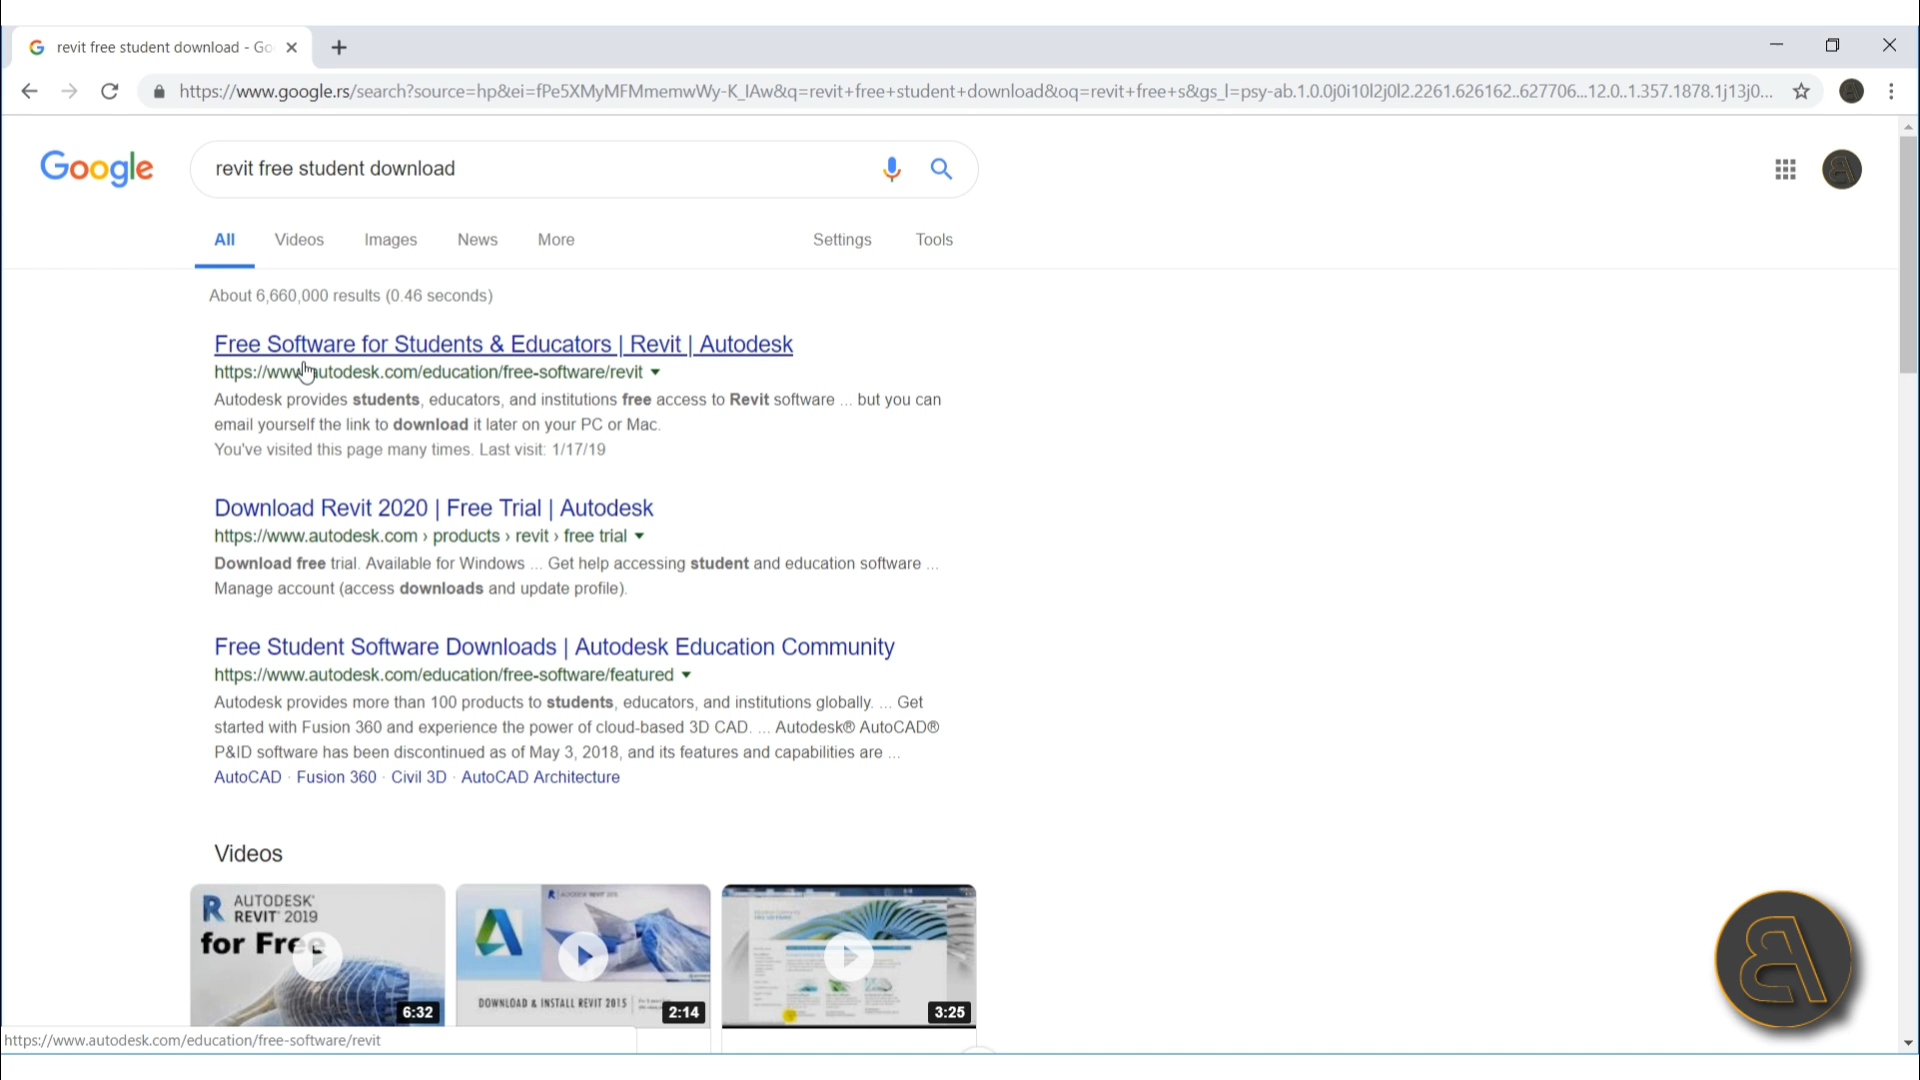 revit free student download - Go
https://www.google.rs/search?source=hp&ei=fPe5XMyMFMmemwWy-K_IAw&q=revit+free+student+download&oq=revit+free+s&gs_l=psy-ab.1.0.0j0i10l2j0l2.2261.626162..627706...12.0..1.357.1878.1j13j0...
Google
revit free student download
All Videos Images News More Settings Tools
About 6,660,000 results (0.46 seconds)
Free Software for Students & Educators | Revit | Autodesk
https://www.autodesk.com/education/free-software/revit
Autodesk provides students, educators, and institutions free access to Revit software ... but you can
email yourself the link to download it later on your PC or Mac.
You've visited this page many times. Last visit: 1/17/19
Download Revit 2020 | Free Trial | Autodesk
https://www.autodesk.com › products › revit › free trial
Download free trial. Available for Windows ... Get help accessing student and education software ...
Manage account (access downloads and update profile).
Free Student Software Downloads | Autodesk Education Community
https://www.autodesk.com/education/free-software/featured
Autodesk provides more than 100 products to students, educators, and institutions globally. ... Get
started with Fusion 360 and experience the power of cloud-based 3D CAD. ... Autodesk® AutoCAD®
P&ID software has been discontinued as of May 3, 2018, and its features and capabilities are ...
AutoCAD · Fusion 360 · Civil 3D · AutoCAD Architecture
Videos
AUTODESK®
REVIT® 2019
for Free
6:32
DOWNLOAD & INSTALL REVIT 2015
2:14
3:25
https://www.autodesk.com/education/free-software/revit